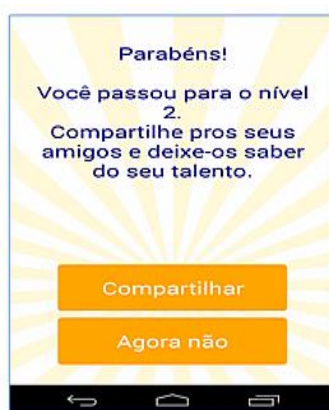 Parabéns!
Você passou para o nível
2.
Compartilhe pros seus
amigos e deixe-os saber
do seu talento.
Compartilhar
Agora não